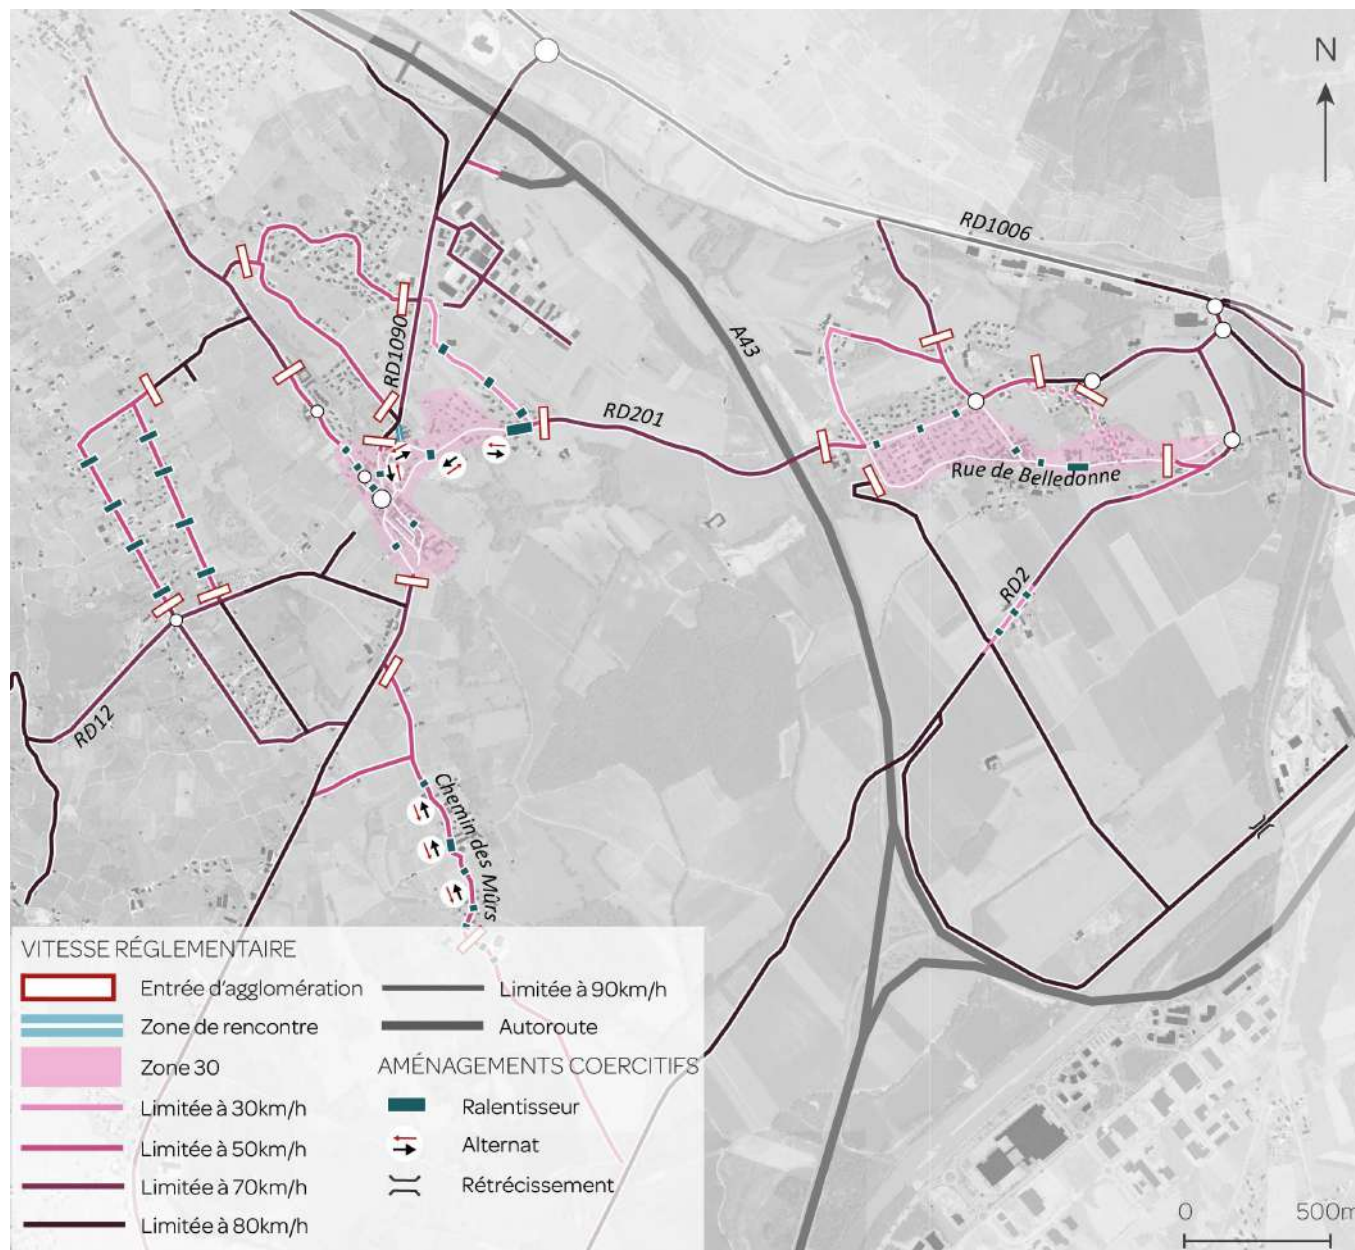 N
RD1006
RD1090
A43
RD201
Rue de Belledonne
RD2
RD12
Chemin des Mûrs
VITESSE RÉGLEMENTAIRE
Entrée d'agglomération
Zone de rencontre
Zone 30
Limitée à 30km/h
Limitée à 50km/h
Limitée à 70km/h
Limitée à 80km/h
Limitée à 90km/h
Autoroute
AMÉNAGEMENTS COERCITIFS
Ralentisseur
Alternat
Rétrécissement
0 500m